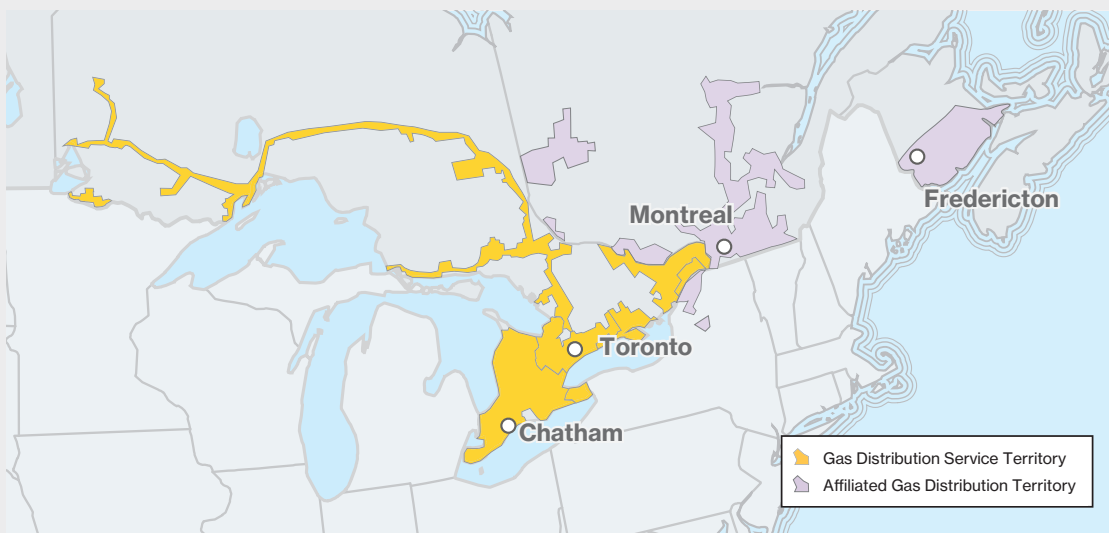 Montreal
Fredericton
Toronto
Chatham
Gas Distribution Service Territory
Affiliated Gas Distribution Territory